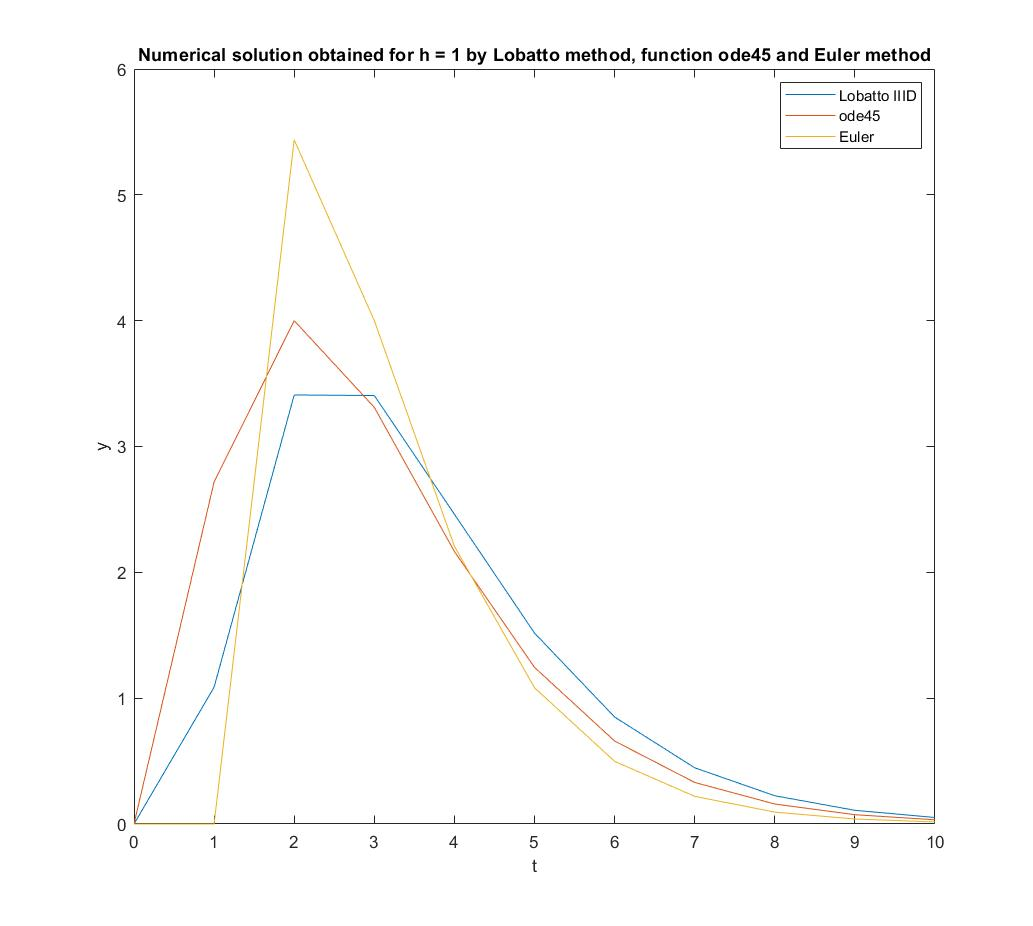 Numerical solution obtained for h = 1 by Lobatto method, function ode45 and Euler method
Lobatto IIID
ode45
Euler
6
5
4
3
2
1
0
y
0 1 2 3 4 5 6 7 8 9 10
t